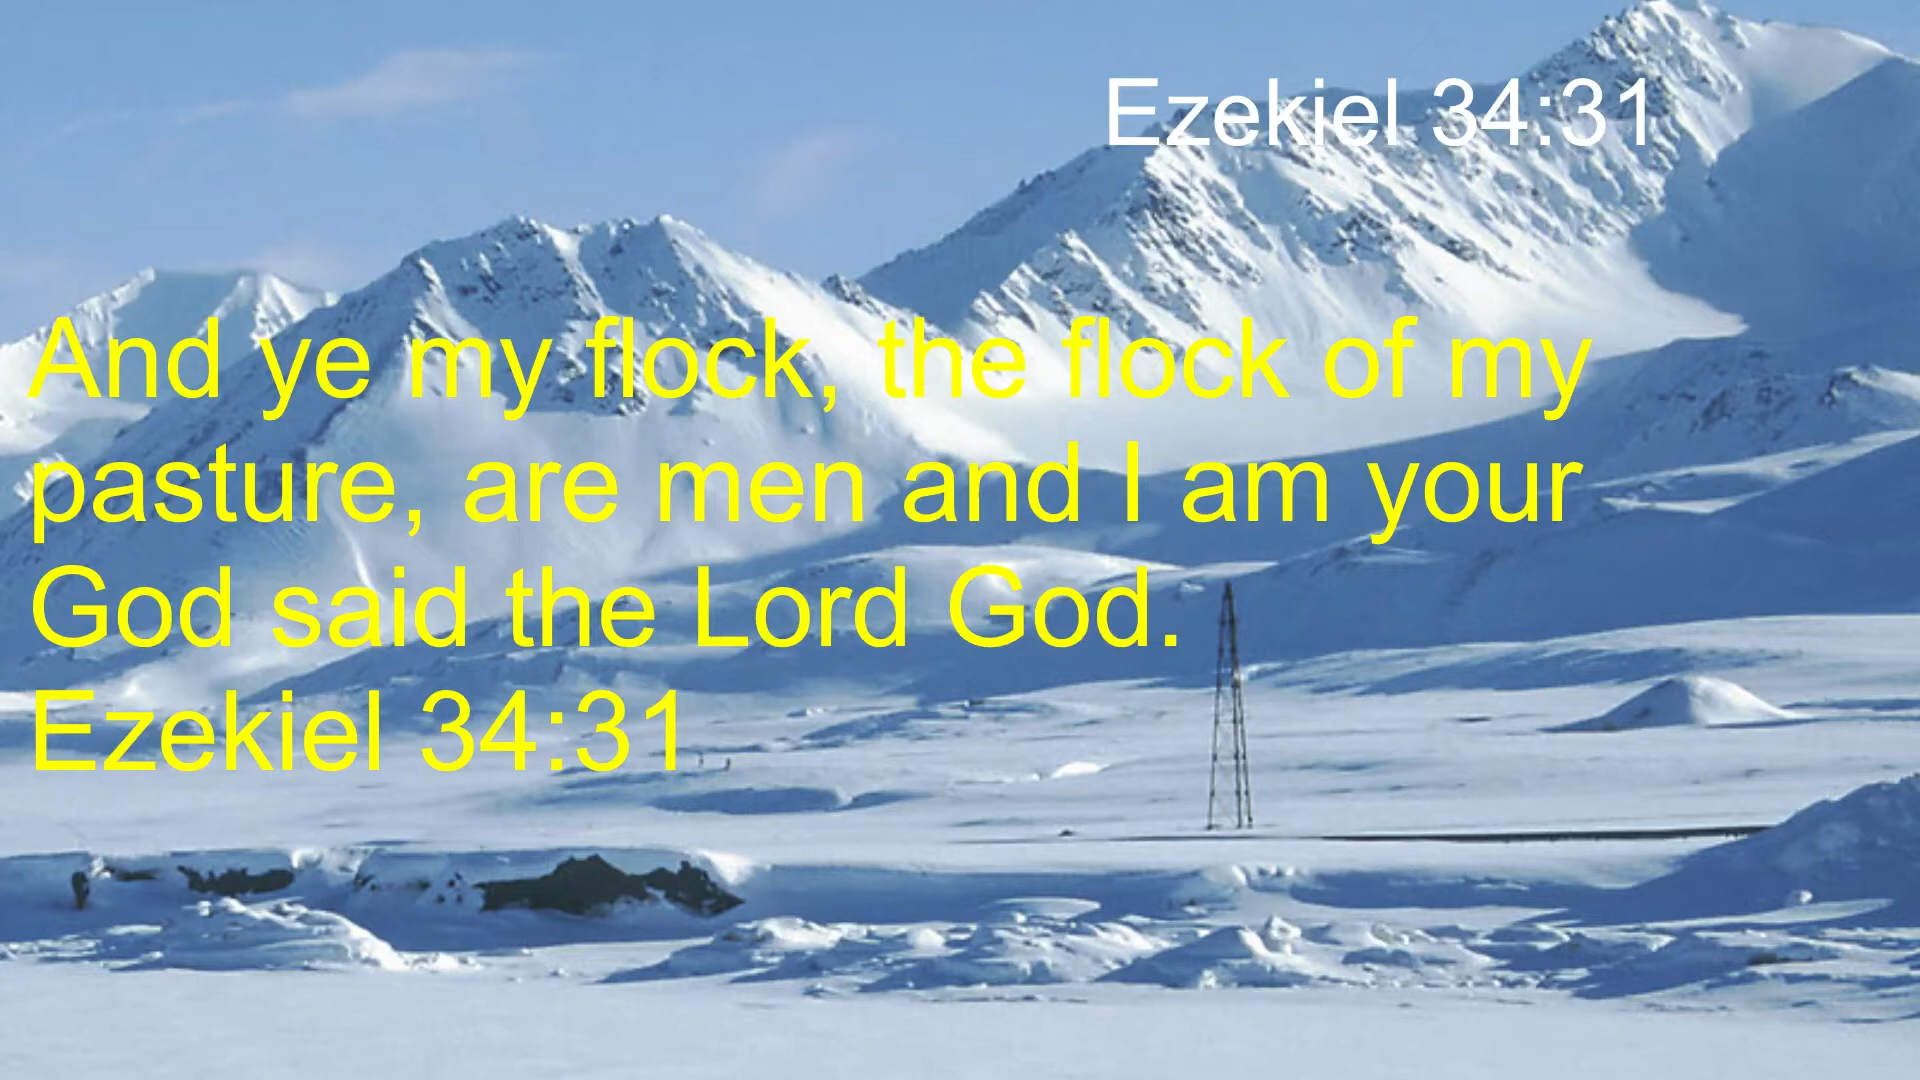 Ezekiel 34:31
And ye my flock, the flock of my
pasture, are men and I am your
God said the Lord God.
Ezekiel 34:31